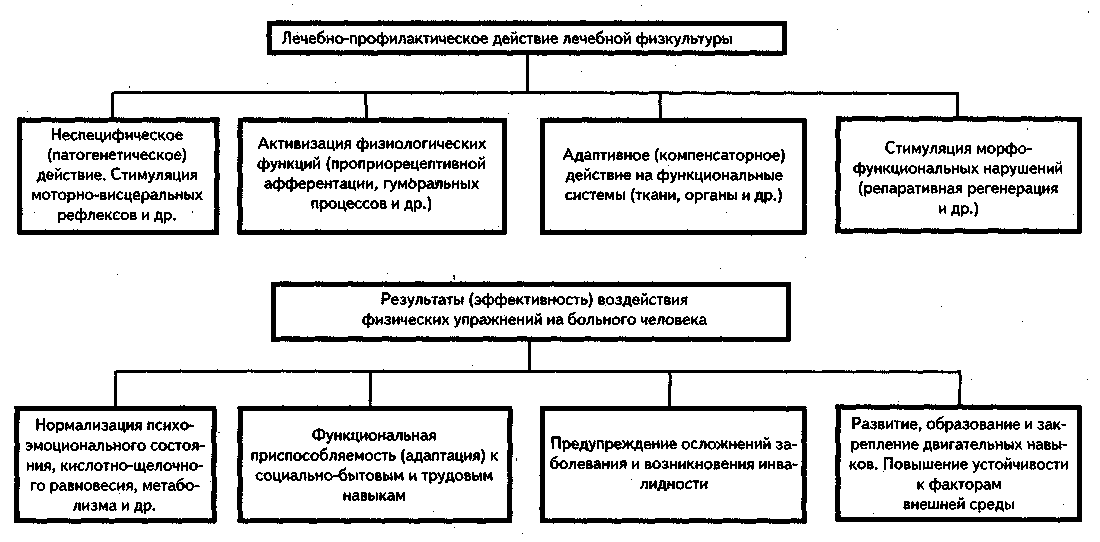 Лечебно-профилактическое действие лечебной физкультуры
Неспецифическое
(патогенетическое)
действие. Стимуляция
моторно-висцеральных
рефлексов и др.
Активизация физиологических
функций (проприорецептивной
афферентации, гуморальных
процессов и др.)
Адаптивное (компенсаторное)
действие на функциональные
системы (ткани, органы и др.)
Стимуляция морфо-
функциональных нарушений
(репаративная регенерация
и др.)
Результаты (эффективность) воздействия
физических упражнений на больного человека
Нормализация психо-
эмоционального состоя-
ния, кислотно-щелочно-
го равновесия, метабо-
лизма и др.
Функциональная
приспособляемость (адаптация) к
социально-бытовым и трудовым
навыкам
Предупреждение осложнений за-
болевания и возникновения инва-
лидности
Развитие, образование и зак-
репление двигательных навы-
ков. Повышение устойчивости
к факторам
внешней среды